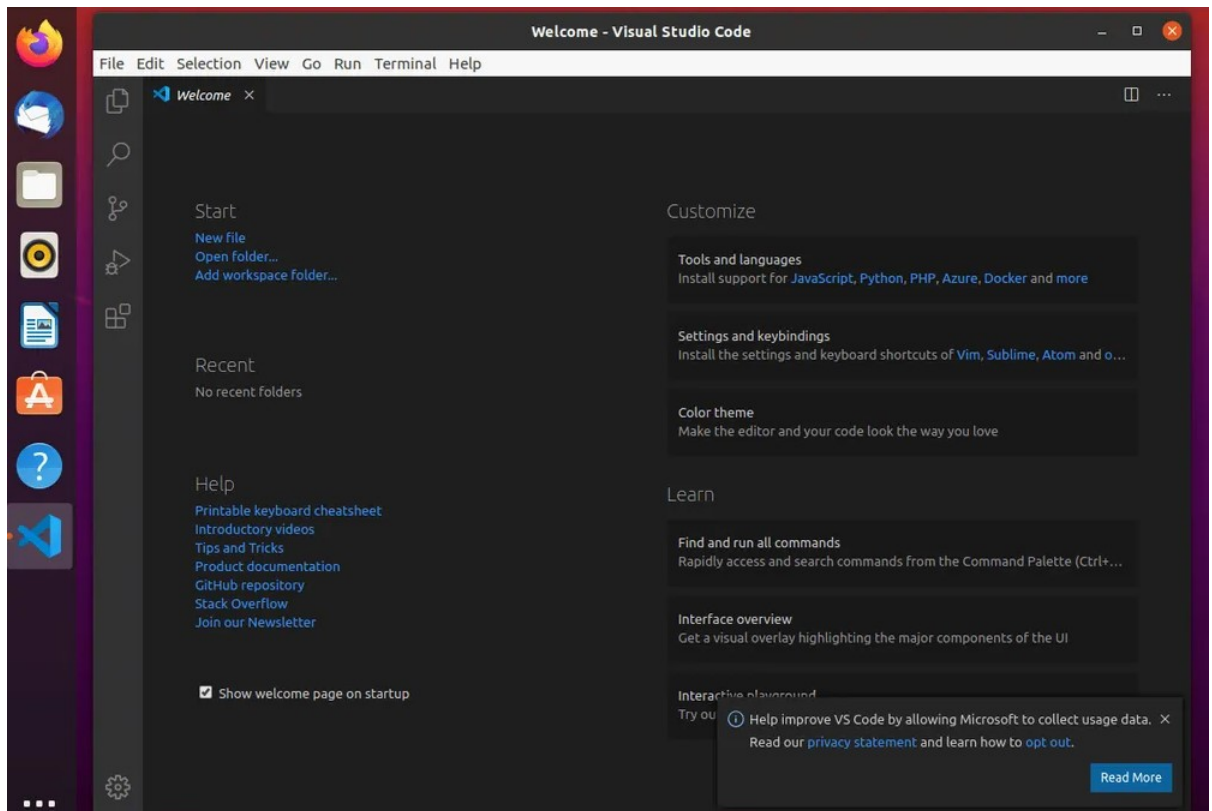 Welcome - Visual Studio Code
File Edit Selection View Go Run Terminal Help
Welcome
Start
New file
Open folder...
Add workspace folder...
Recent
No recent folders
Help
Printable keyboard cheatsheet
Introductory videos
Tips and Tricks
Product documentation
GitHub repository
Stack Overflow
Join our Newsletter
Show welcome page on startup
Customize
Tools and languages
Install support for JavaScript, Python, PHP, Azure, Docker and more
Settings and keybindings
Install the settings and keyboard shortcuts of Vim, Sublime, Atom and o...
Color theme
Make the editor and your code look the way you love
Learn
Find and run all commands
Rapidly access and search commands from the Command Palette (Ctrl+...
Interface overview
Get a visual overlay highlighting the major components of the UI
Interactive playground
Try ou
Help improve VS Code by allowing Microsoft to collect usage data.
Read our privacy statement and learn how to opt out.
Read More